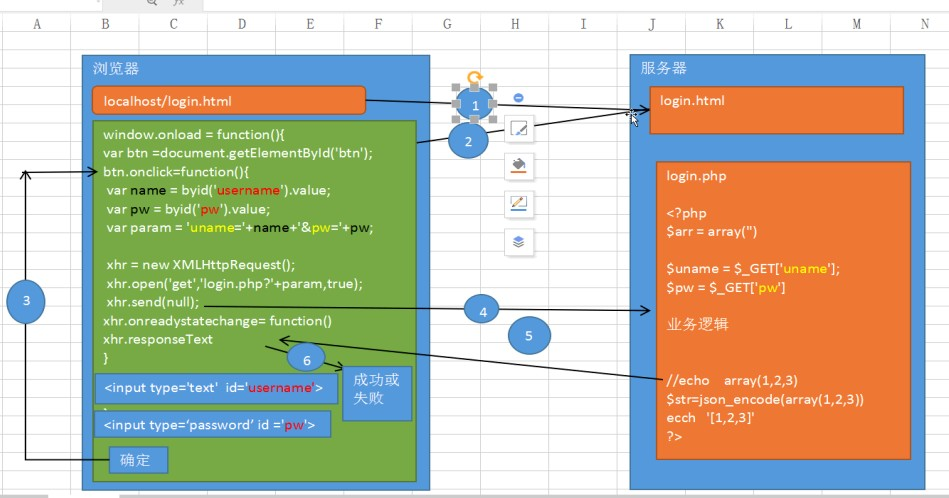 A B C D E F G H I J K L M N
浏览器
localhost/login.html
window.onload = function(){
var btn =document.getElementById('btn');
btn.onclick=function(){
var name = byid('username').value;
var pw = byid('pw').value;
var param = 'uname='+name+'&pw='+pw;
xhr = new XMLHttpRequest();
xhr.open('get','login.php?'+param,true);
xhr.send(null);
xhr.onreadystatechange= function()
xhr.responseText
}
<input type='text' id='username'>
<input type=‘password’ id ='pw'>
确定
成功或
失败
1
2
3
4
5
6
服务器
login.html
login.php
<?php
$arr = array('')
$uname = $_GET['uname'];
$pw = $_GET['pw']
业务逻辑
//echo array(1,2,3)
$str=json_encode(array(1,2,3))
ecch '[1,2,3]'
?>